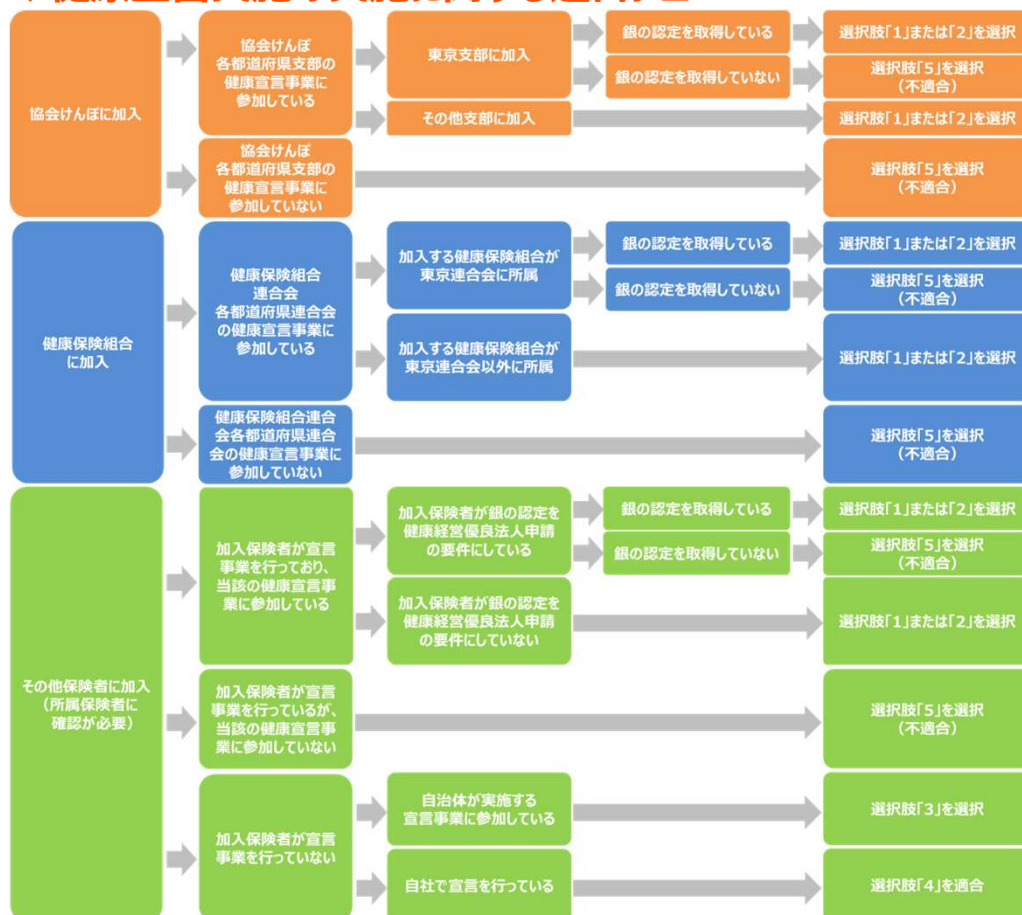 協会けんぽに加入
協会けんぽ
各都道府県支部の
健康宣言事業に
参加している
東京支部に加入
銀の認定を取得している
選択肢「1」または「2」を選択
銀の認定を取得していない
選択肢「5」を選択
(不適合)
その他支部に加入
選択肢「1」または「2」を選択
協会けんぽ
各都道府県支部の
健康宣言事業に
参加していない
選択肢「5」を選択
(不適合)
健康保険組合
に加入
健康保険組合
連合会
各都道府県連合会
の健康宣言事業に
参加している
加入する健康保険組合が
東京連合会に所属
銀の認定を取得している
選択肢「1」または「2」を選択
銀の認定を取得していない
選択肢「5」を選択
(不適合)
加入する健康保険組合が
東京連合会以外に所属
選択肢「1」または「2」を選択
健康保険組合連合
会各都道府県連合
会の健康宣言事業に
参加していない
選択肢「5」を選択
(不適合)
その他保険者に加入
(所属保険者に
確認が必要)
加入保険者が宣言
事業を行っており、
当該の健康宣言事
業に参加している
加入保険者が銀の認定を
健康経営優良法人申請
の要件にしている
銀の認定を取得している
選択肢「1」または「2」を選択
銀の認定を取得していない
選択肢「5」を選択
(不適合)
加入保険者が銀の認定を
健康経営優良法人申請
の要件にしていない
選択肢「1」または「2」を選択
加入保険者が宣言
事業を行っているが、
当該の健康宣言事
業に参加していない
選択肢「5」を選択
(不適合)
加入保険者が宣言
事業を行っていない
自治体が実施する
宣言事業に参加している
選択肢「3」を選択
自社で宣言を行っている
選択肢「4」を適合